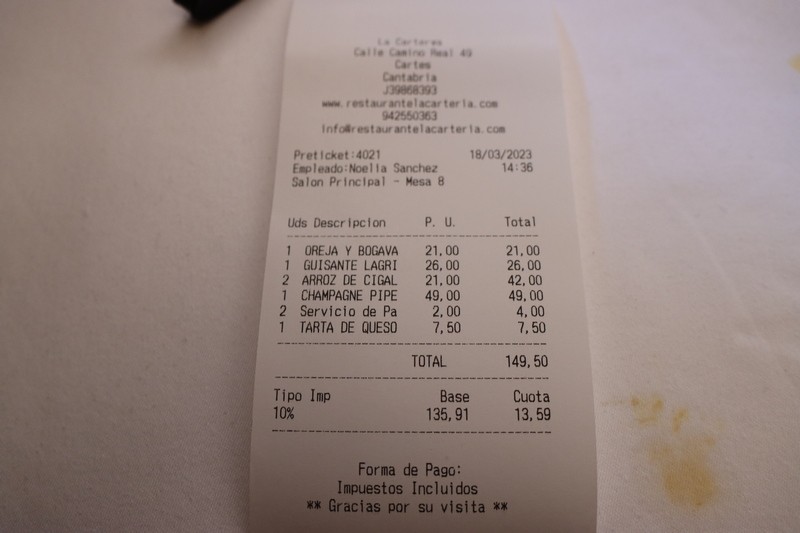 La Carteria
Calle Camino Real 49
Cartes
Cantabria
J39868393
www.restaurantelacarteria.com
942550363
Info@restaurantelacarteria.com
Preticket:4021 18/03/2023
Empleado:Noelia Sanchez 14:36
Salon Principal - Mesa 8
Uds Descripcion P. U. Total
1 OREJA Y BOGAVA 21,00 21,00
1 GUISANTE LAGRI 26,00 26,00
2 ARROZ DE CIGAL 21,00 42,00
1 CHAMPAGNE PIPE 49,00 49,00
2 Servicio de Pa 2,00 4,00
1 TARTA DE QUESO 7,50 7,50
TOTAL 149,50
Tipo Imp Base Cuota
10% 135,91 13,59
Forma de Pago:
Impuestos Incluidos
** Gracias por su visita **